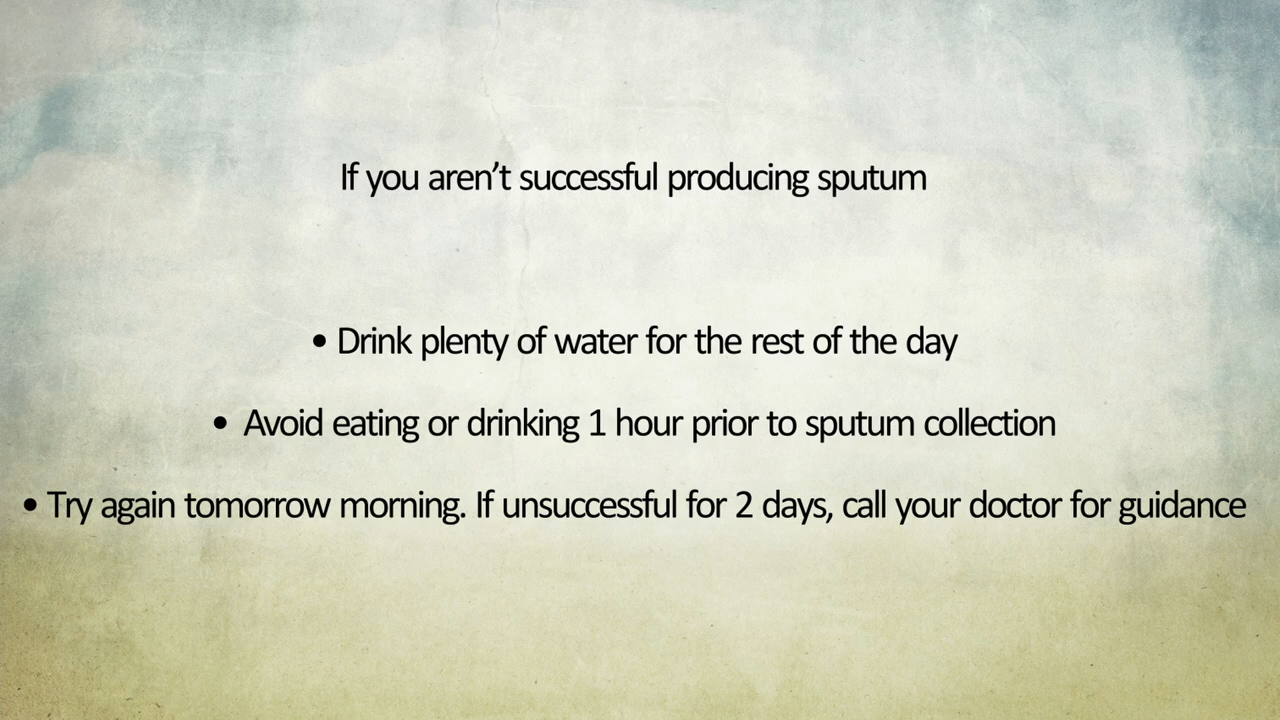 If you aren’t successful producing sputum
• Drink plenty of water for the rest of the day
• Avoid eating or drinking 1 hour prior to sputum collection
• Try again tomorrow morning. If unsuccessful for 2 days, call your doctor for guidance